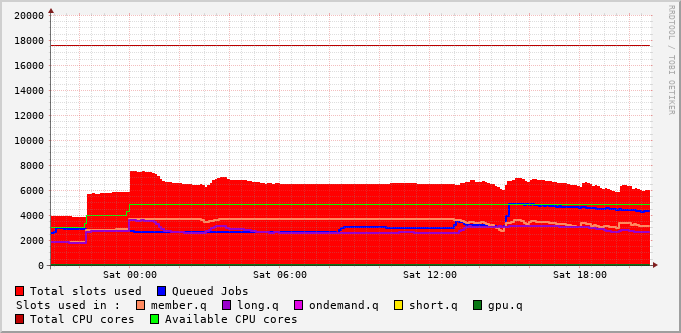 RRDTOOL / TOBI OETIKER
20000
18000
16000
14000
12000
10000
8000
6000
4000
2000
0
Sat 00:00 Sat 06:00 Sat 12:00 Sat 18:00
Total slots used Queued Jobs
Slots used in : member.q long.q ondemand.q short.q gpu.q
Total CPU cores Available CPU cores